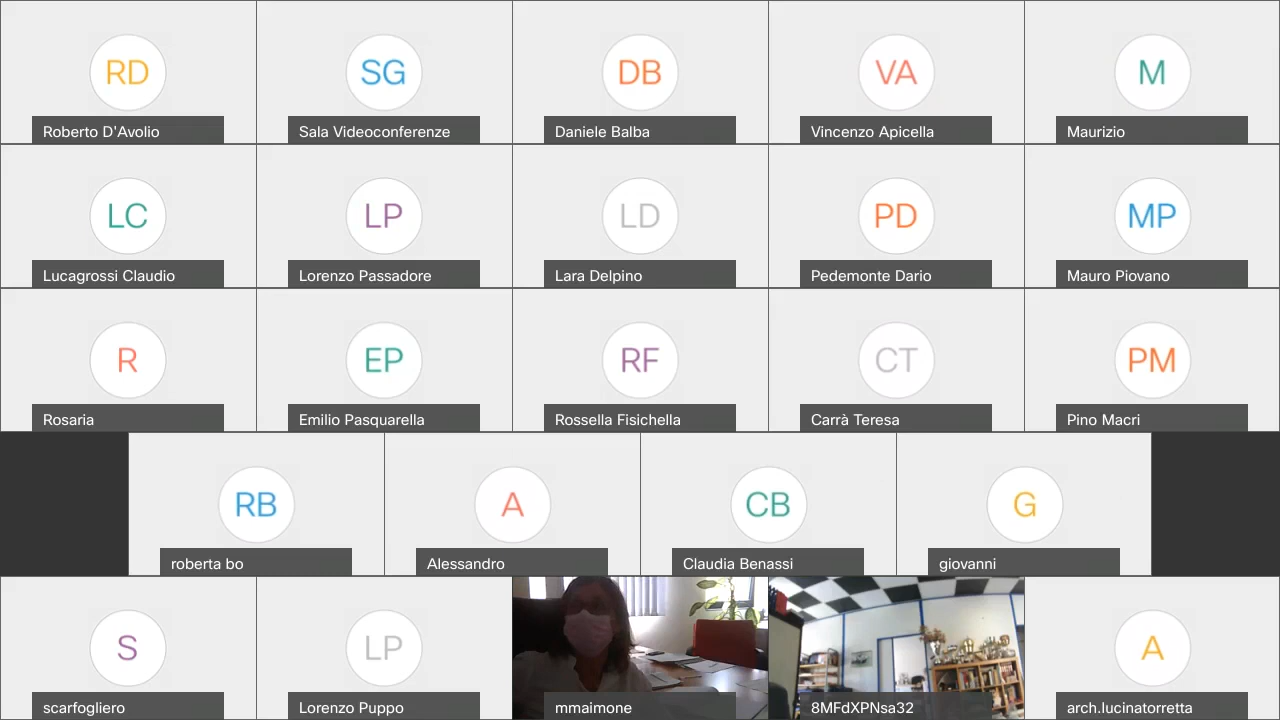 RD
Roberto D'Avolio
SG
Sala Videoconferenze
DB
Daniele Balba
VA
Vincenzo Apicella
M
Maurizio
LC
Lucagrossi Claudio
LP
Lorenzo Passadore
LD
Lara Delpino
PD
Pedemonte Dario
MP
Mauro Piovano
R
Rosaria
EP
Emilio Pasquarella
RF
Rossella Fisichella
CT
Carrà Teresa
PM
Pino Macri
RB
roberta bo
A
Alessandro
CB
Claudia Benassi
G
giovanni
S
scarfogliero
LP
Lorenzo Puppo
mmaimone
8MFdXPNsa32
A
arch.lucinatorretta